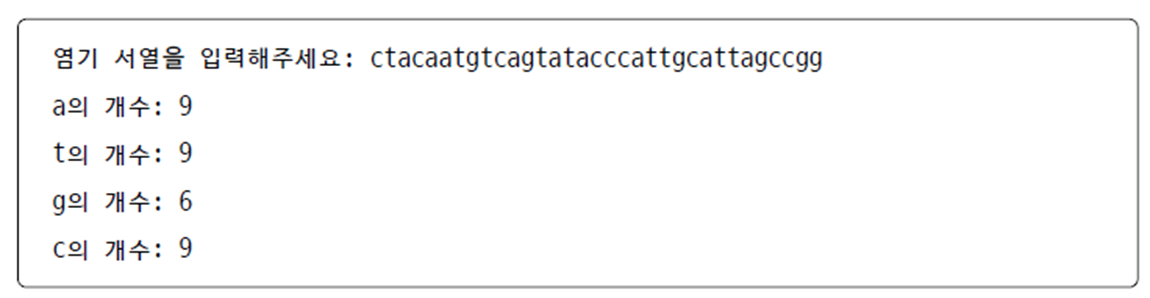 염기 서열을 입력해주세요: ctacaatgtcagtatacccattgcattagccgg
a의 개수: 9
t의 개수: 9
g의 개수: 6
c의 개수: 9